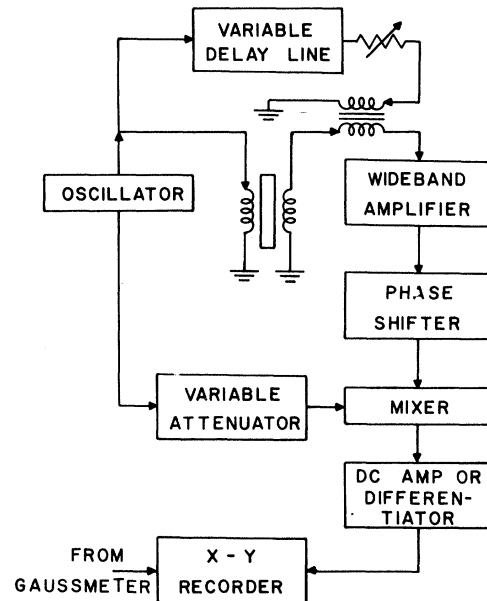 VARIABLE
DELAY LINE
OSCILLATOR
WIDEBAND
AMPLIFIER
PHASE
SHIFTER
VARIABLE
ATTENUATOR
MIXER
DC AMP OR
DIFFEREN-
TIATOR
FROM
GAUSSMETER
X-Y
RECORDER